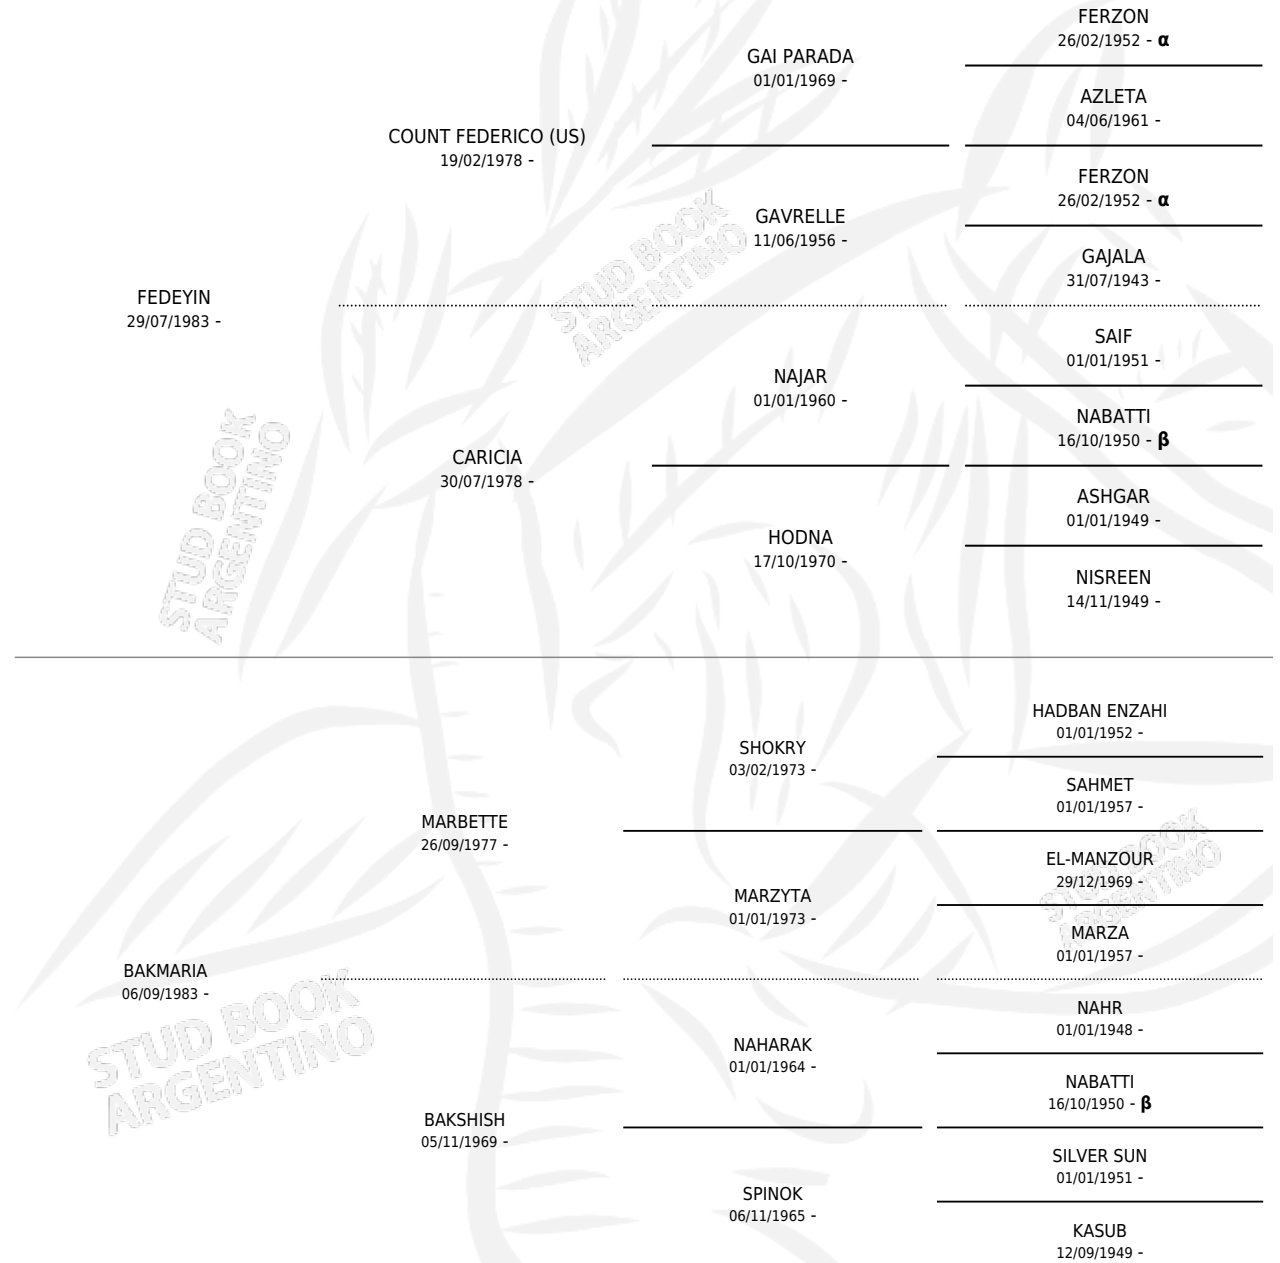 FERZON
26/02/1952 - α
GAI PARADA
01/01/1969 -
AZLETA
04/06/1961 -
COUNT FEDERICO (US)
19/02/1978 -
FERZON
26/02/1952 - α
GAVRELLE
11/06/1956 -
GAJALA
31/07/1943 -
FEDEYIN
29/07/1983 -
SAIF
01/01/1951 -
NAJAR
01/01/1960 -
NABATTI
16/10/1950 - β
CARICIA
30/07/1978 -
ASHGAR
01/01/1949 -
HODNA
17/10/1970 -
NISREEN
14/11/1949 -
HADBAN ENZAHI
01/01/1952 -
SHOKRY
03/02/1973 -
SAHMET
01/01/1957 -
MARBETTE
26/09/1977 -
EL-MANZOUR
29/12/1969 -
MARZYTA
01/01/1973 -
MARZA
01/01/1957 -
BAKMARIA
06/09/1983 -
NAHR
01/01/1948 -
NAHARAK
01/01/1964 -
NABATTI
16/10/1950 - β
BAKSHISH
05/11/1969 -
SILVER SUN
01/01/1951 -
SPINOK
06/11/1965 -
KASUB
12/09/1949 -
STUD BOOK
ARGENTINO
STUD BOOK
ARGENTINO
STUD BOOK
ARGENTINO
STUD BOOK
ARGENTINO